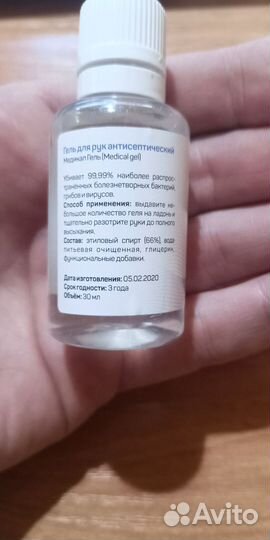 Гель для рук антисептический
Медикал Гель (Medical gel)
Убивает 99,99% наиболее распрос-
транённых болезнетворных бактерий,
грибов и вирусов.
Способ применения: выдавите не-
большое количество геля на ладонь и
тщательно разотрите руки до полного
высыхания.
Состав: этиловый спирт (66%), вода
питьевая очищенная, глицерин,
функциональные добавки.
Дата изготовления: 05.02.2020
Срок годности: 3 года
Объём: 30 мл
Avito